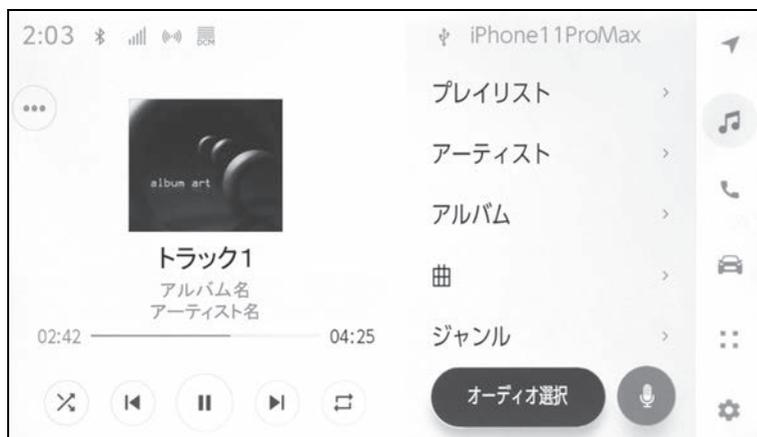 2:03
DCM
album art
トラック1
アルバム名
アーティスト名
02:42
04:25
iPhone11ProMax
プレイリスト
アーティスト
アルバム
曲
ジャンル
オーディオ選択